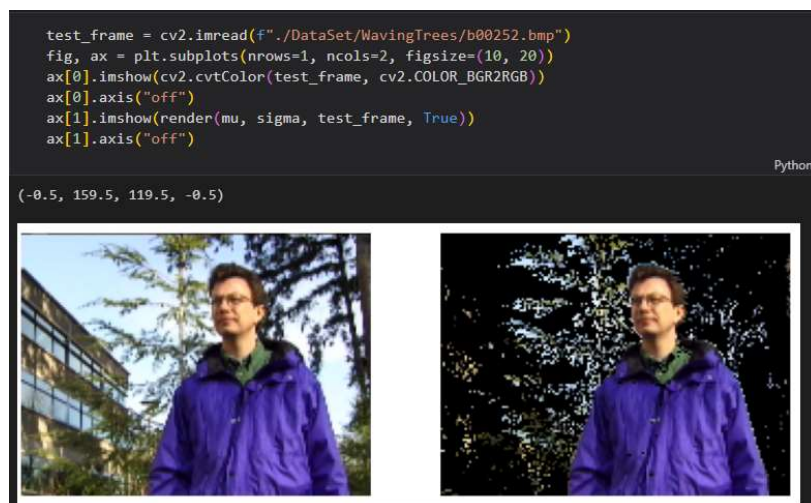 test_frame = cv2.imread(f"./DataSet/WavingTrees/b00252.bmp")
fig, ax = plt.subplots(nrows=1, ncols=2, figsize=(10, 20))
ax[0].imshow(cv2.cvtColor(test_frame, cv2.COLOR_BGR2RGB))
ax[0].axis("off")
ax[1].imshow(render(mu, sigma, test_frame, True))
ax[1].axis("off")
Python
(-0.5, 159.5, 119.5, -0.5)